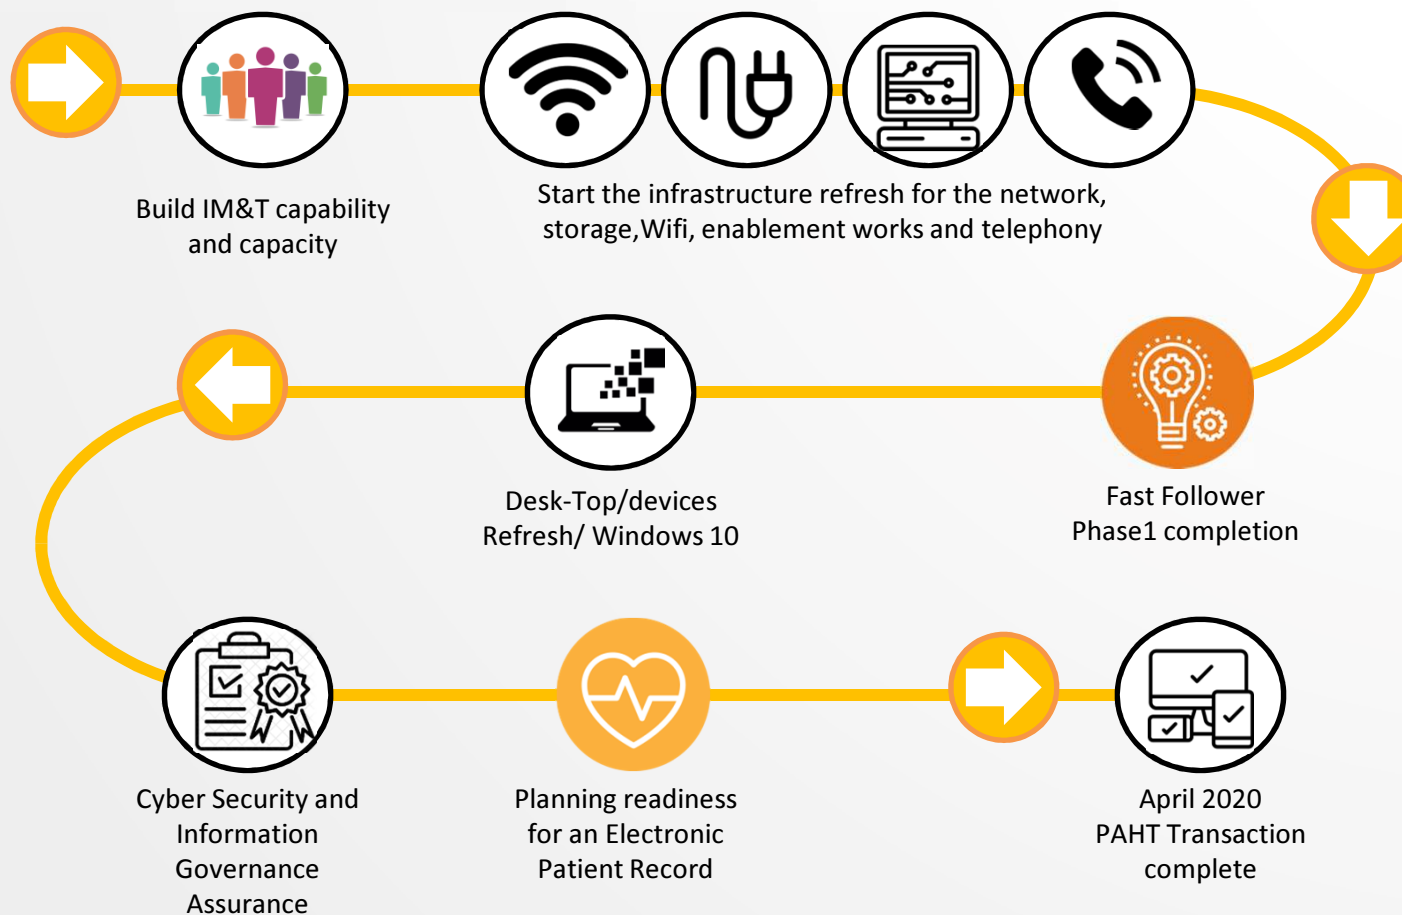 Build IM&T capability
and capacity
Start the infrastructure refresh for the network,
storage,Wifi, enablement works and telephony
Desk-Top/devices
Refresh/ Windows 10
Fast Follower
Phase1 completion
Cyber Security and
Information
Governance
Assurance
Planning readiness
for an Electronic
Patient Record
April 2020
PAHT Transaction
complete